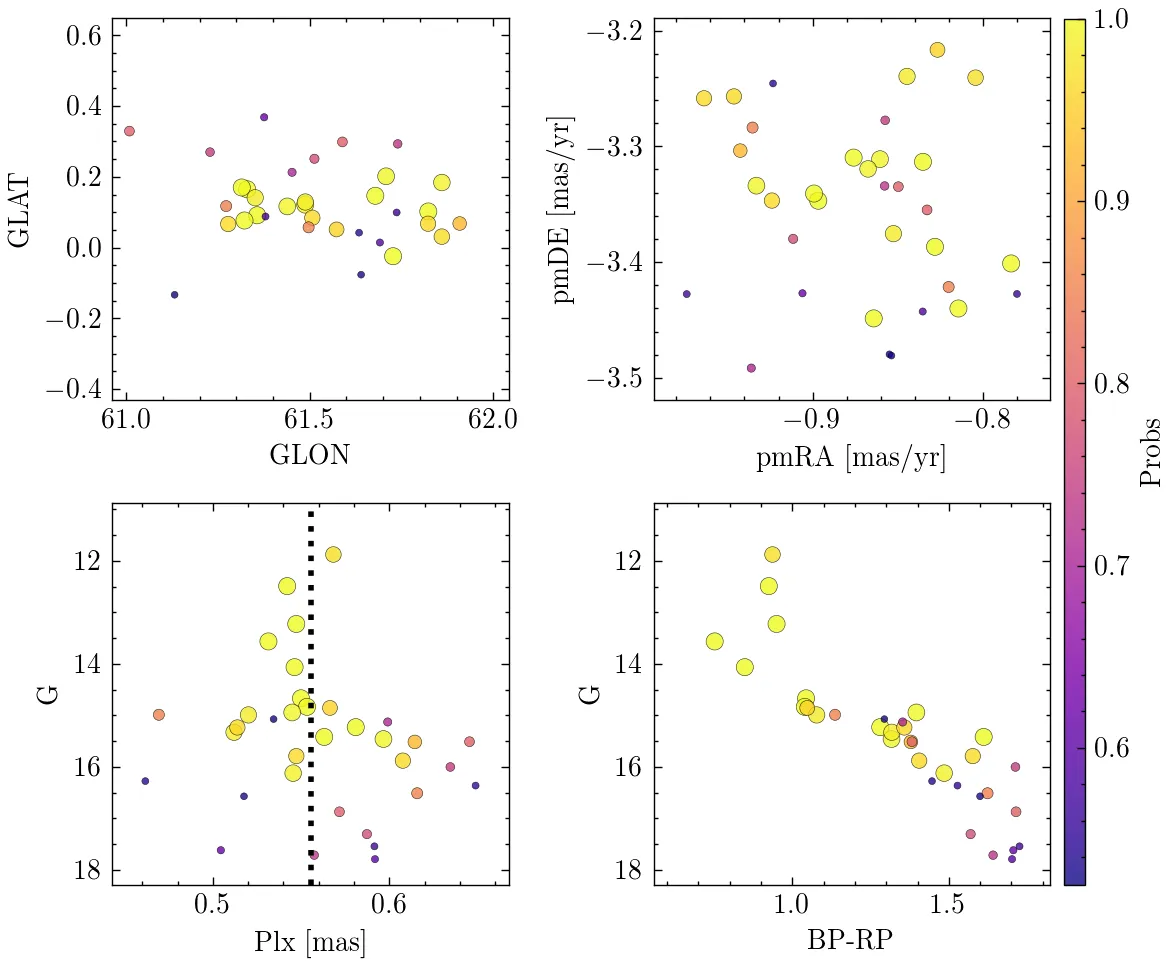 0.6
0.4
0.2
0.0
−0.2
−0.4
GLAT
61.0 61.5 62.0
GLON
−3.2
−3.3
−3.4
−3.5
pmDE [mas/yr]
−0.9 −0.8
pmRA [mas/yr]
12
14
16
18
G
0.5 0.6
Plx [mas]
12
14
16
18
G
1.0 1.5
BP-RP
1.0
0.9
0.8
0.7
0.6
Probs